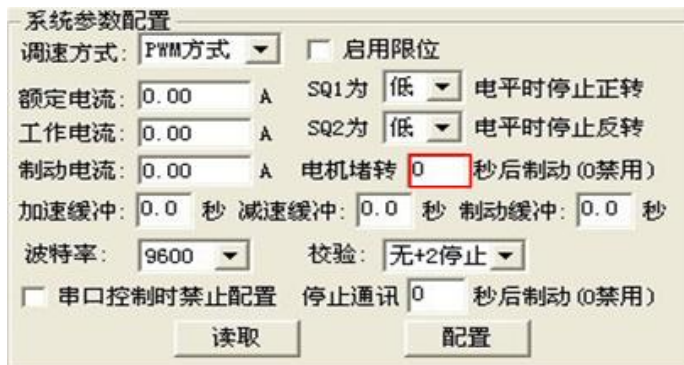 系统参数配置
调速方式: PWM方式 启用限位
额定电流: 0.00 A SQ1为 低 电平时停止正转
工作电流: 0.00 A SQ2为 低 电平时停止反转
制动电流: 0.00 A 电机堵转 0 秒后制动(0禁用)
加速缓冲: 0.0 秒 减速缓冲: 0.0 秒 制动缓冲: 0.0 秒
波特率: 9600 校验: 无+2停止
串口控制时禁止配置 停止通讯 0 秒后制动(0禁用)
读取 配置